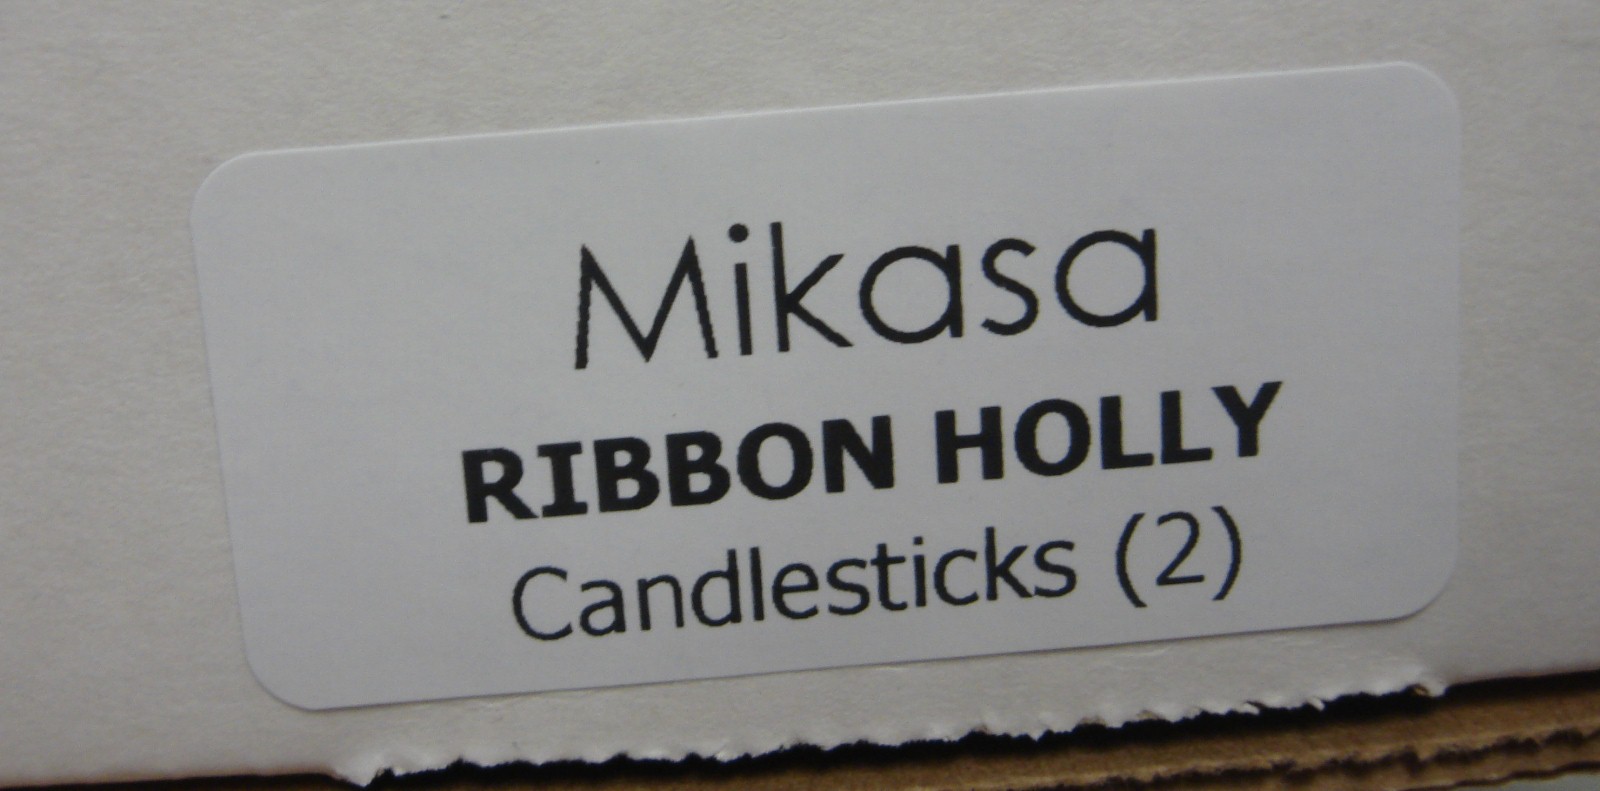 Mikasa
RIBBON HOLLY
Candlesticks (2)